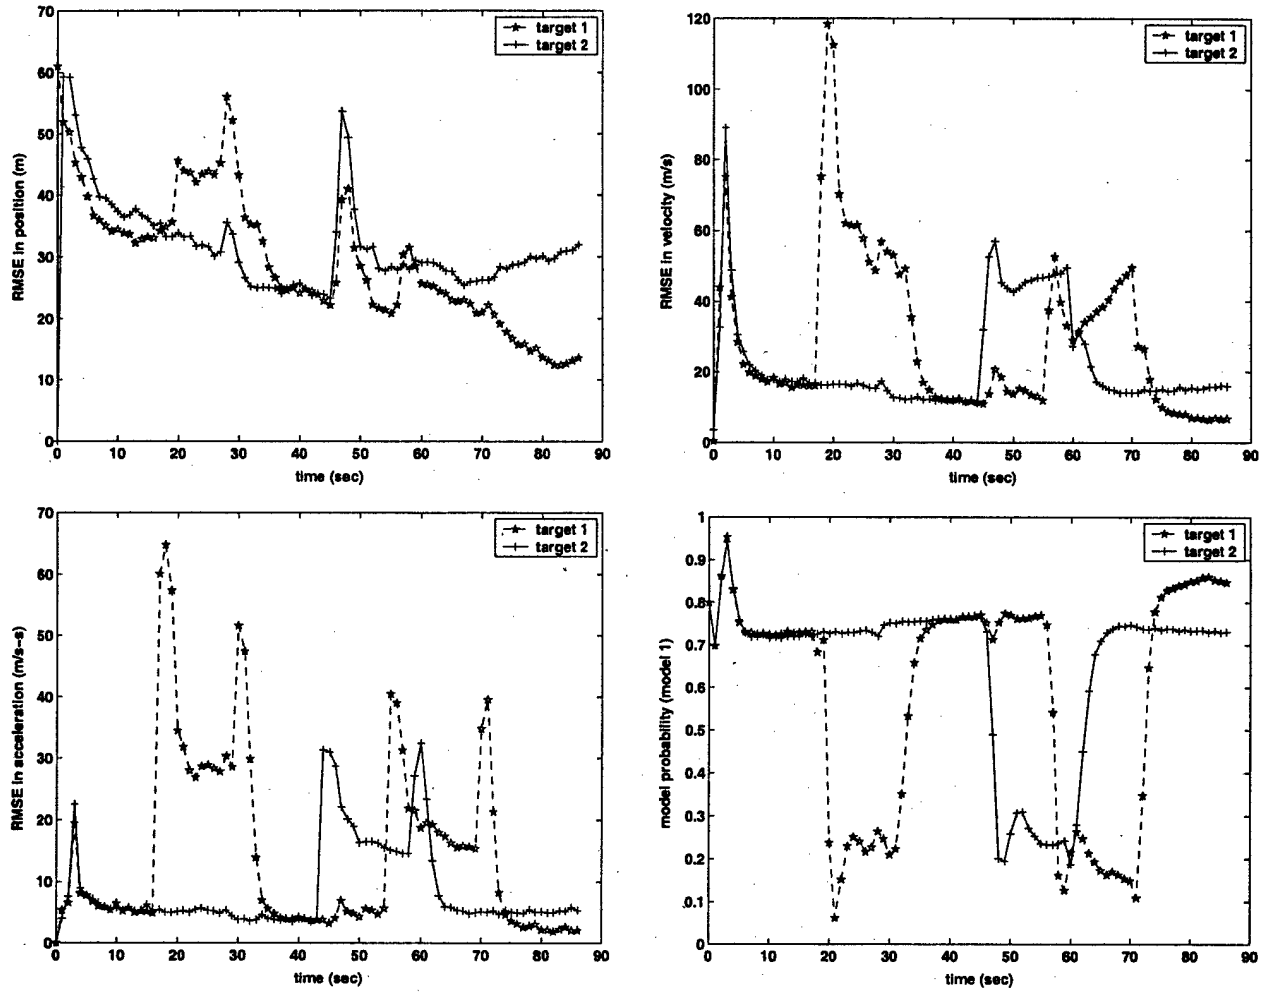 70
60
50
40
30
20
10
0
RMSE in position (m)
0 10 20 30 40 50 60 70 80 90
time (sec)
target 1
target 2
120
100
80
60
40
20
0
RMSE in velocity (m/s)
0 10 20 30 40 50 60 70 80 90
time (sec)
target 1
target 2
70
60
50
40
30
20
10
0
RMSE in acceleration (m/s-s)
0 10 20 30 40 50 60 70 80 90
time (sec)
target 1
target 2
1
0.9
0.8
0.7
0.6
0.5
0.4
0.3
0.2
0.1
0
model probability (model 1)
0 10 20 30 40 50 60 70 80 90
time (sec)
target 1
target 2